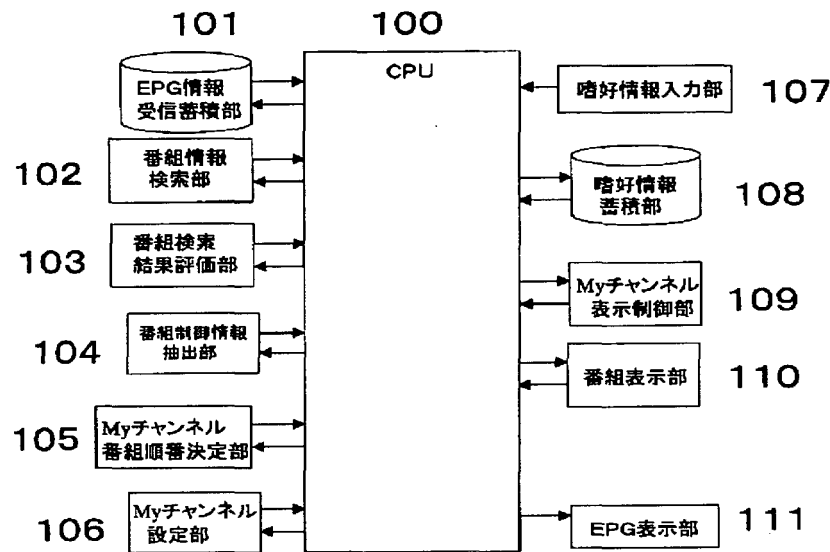 101
100
CPU
EPG情報
受信蓄積部
102
番組情報
検索部
103
番組検索
結果評価部
104
番組制御情報
抽出部
105
Myチャンネル
番組順番決定部
106
Myチャンネル
設定部
嗜好情報入力部
107
嗜好情報
蓄積部
108
Myチャンネル
表示制御部
109
番組表示部
110
EPG表示部
111